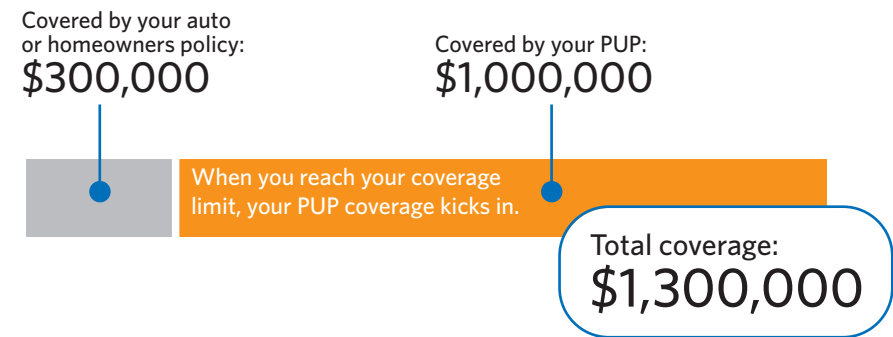 Covered by your auto
or homeowners policy:
$300,000
Covered by your PUP:
$1,000,000
When you reach your coverage
limit, your PUP coverage kicks in.
Total coverage:
$1,300,000